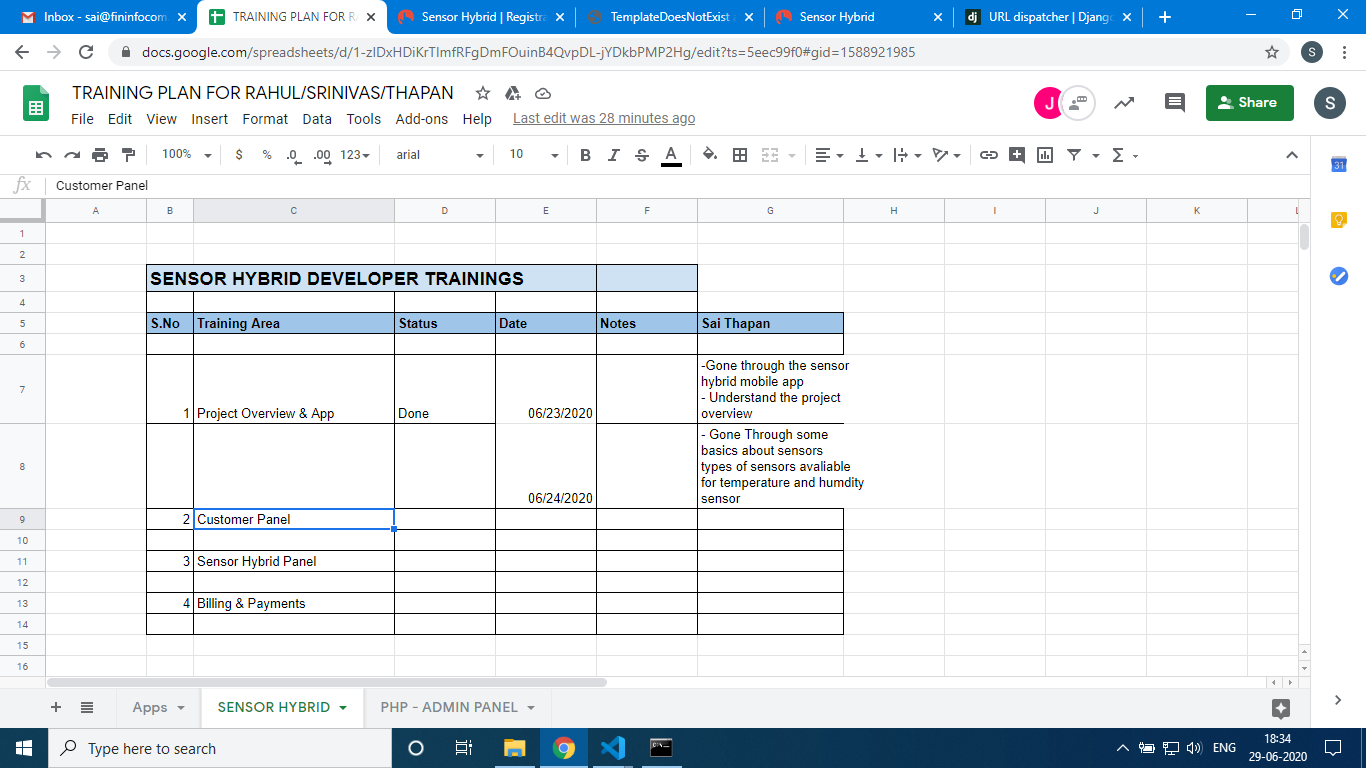 Inbox - sai@fininfocom
TRAINING PLAN FOR R
Sensor Hybrid | Registra
TemplateDoesNotExist
Sensor Hybrid
URL dispatcher | Djang
docs.google.com/spreadsheets/d/1-zlDxHDiKrTlmfRFgDmFOuinB4QvpDL-jYDkbPMP2Hg/edit?ts=5eec99f0#gid=1588921985
S
TRAINING PLAN FOR RAHUL/SRINIVAS/THAPAN
File Edit View Insert Format Data Tools Add-ons Help Last edit was 28 minutes ago
J
Share
S
100% $ % .0 .00 123 arial 10 B I S A
31
fx Customer Panel
A B C D E F G H I J K L
1
2
3 SENSOR HYBRID DEVELOPER TRAININGS
4
5 S.No Training Area Status Date Notes Sai Thapan
6
7 1 Project Overview & App Done 06/23/2020
-Gone through the sensor
hybrid mobile app
- Understand the project
overview
8 06/24/2020
- Gone Through some
basics about sensors
types of sensors avaliable
for temperature and humdity
sensor
9 2 Customer Panel
10
11 3 Sensor Hybrid Panel
12
13 4 Billing & Payments
14
15
16
Apps SENSOR HYBRID PHP - ADMIN PANEL
Type here to search
ENG
18:34
29-06-2020